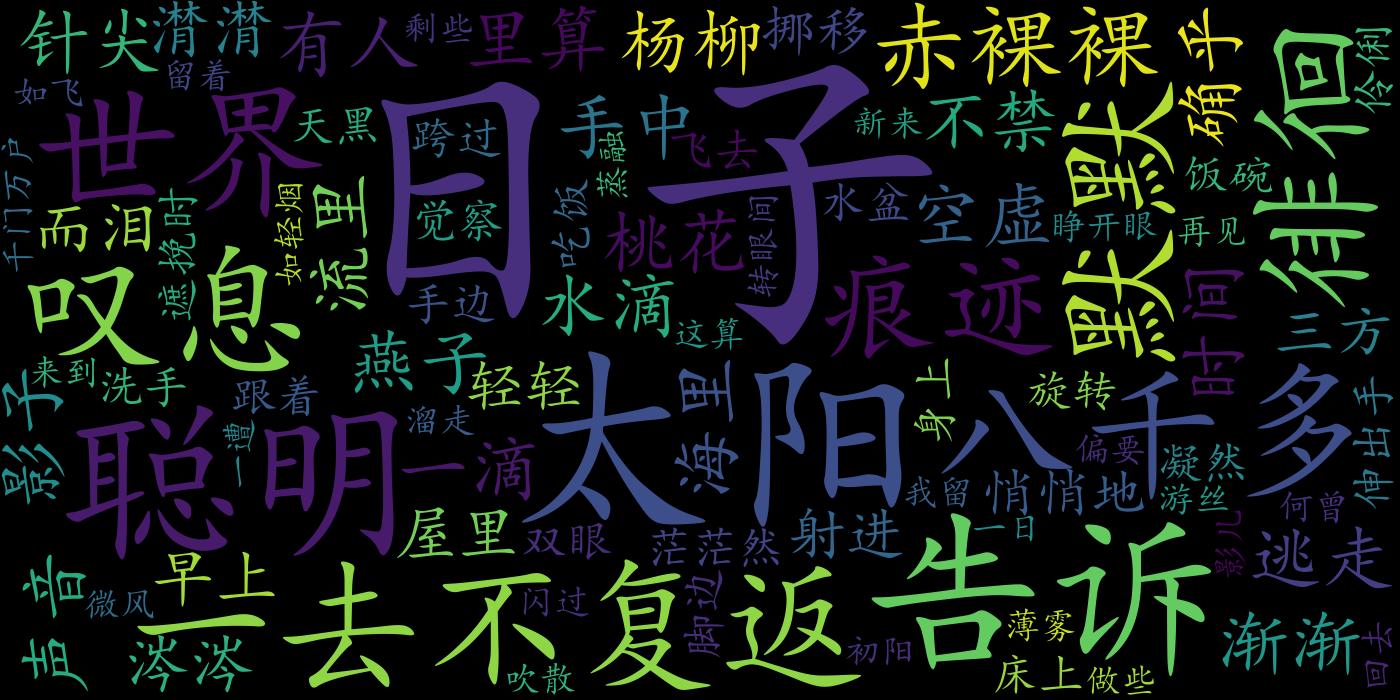 针尖
潸潸
有人
剩些
里算
杨柳
挪移
赤裸裸
确乎
徘徊
伶俐
如飞
留着
世界
天黑
日子
跨过
手中
飞去
新来
不禁
默默
饭碗
千门万户
而泪
遮挽时
如轻烟
流里
觉察
蒸融
吃饭
桃花
转眼间
水盆
空虚
睁开眼
再见
叹息
手边
水滴
这算
痕迹
时间
三方
来到
洗手
影子
燕子
轻轻
跟着
一遭
溜走
聪明
一滴
太阳
海里
身上
旋转
八千多
偏要
凝然
游丝
伸出手
我留
悄悄地
何曾
屋里
双眼
茫茫然
射进
一日
影儿
逃走
声音
微风
早上
涔涔
一去不复返
闪过
吹散
脚边
初阳
告诉
薄雾
床上
做些
渐渐
回去